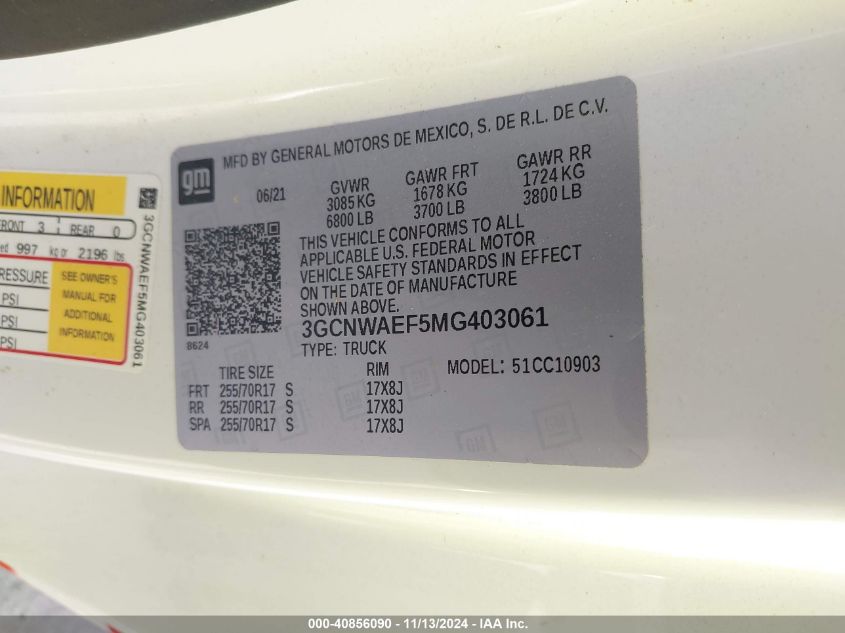 INFORMATION
FRONT 3 REAR 0
997 kg or 2196 lbs
PRESSURE
SEE OWNER'S
MANUAL FOR
ADDITIONAL
INFORMATION
PSI
PSI
PSI
3GCNWAEF5MG403061
gm
MFD BY GENERAL MOTORS DE MEXICO, S. DE R.L. DE C.V.
06/21
GVWR
3085 KG
6800 LB
GAWR FRT
1678 KG
3700 LB
GAWR RR
1724 KG
3800 LB
THIS VEHICLE CONFORMS TO ALL
APPLICABLE U.S. FEDERAL MOTOR
VEHICLE SAFETY STANDARDS IN EFFECT
ON THE DATE OF MANUFACTURE
SHOWN ABOVE.
8624
3GCNWAEF5MG403061
TYPE: TRUCK
MODEL: 51CC10903
TIRE SIZE RIM
FRT 255/70R17 S 17X8J
RR 255/70R17 S 17X8J
SPA 255/70R17 S 17X8J
000-40856090 - 11/13/2024 - IAA Inc.